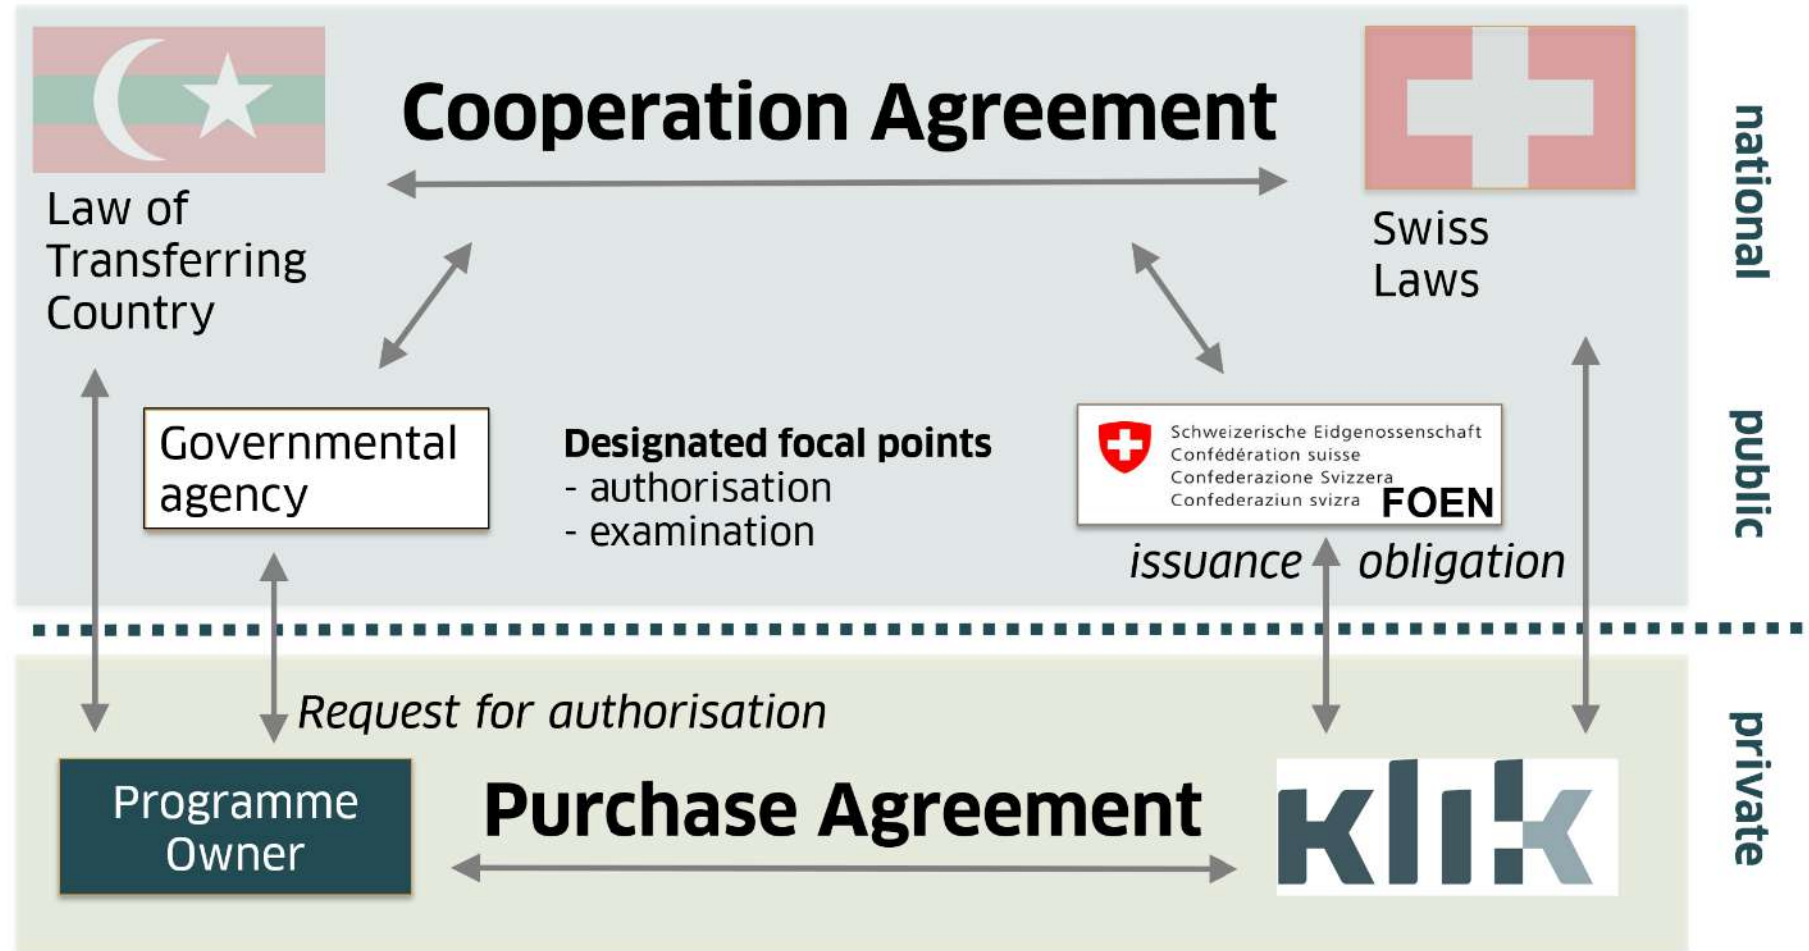 Cooperation Agreement
Law of
Transferring
Country
Swiss
Laws
national
Governmental
agency
Designated focal points
- authorisation
- examination
Schweizerische Eidgenossenschaft
Confédération suisse
Confederazione Svizzera
Confederaziun svizra
FOEN
issuance
obligation
public
Request for authorisation
Programme
Owner
Purchase Agreement
klik
private